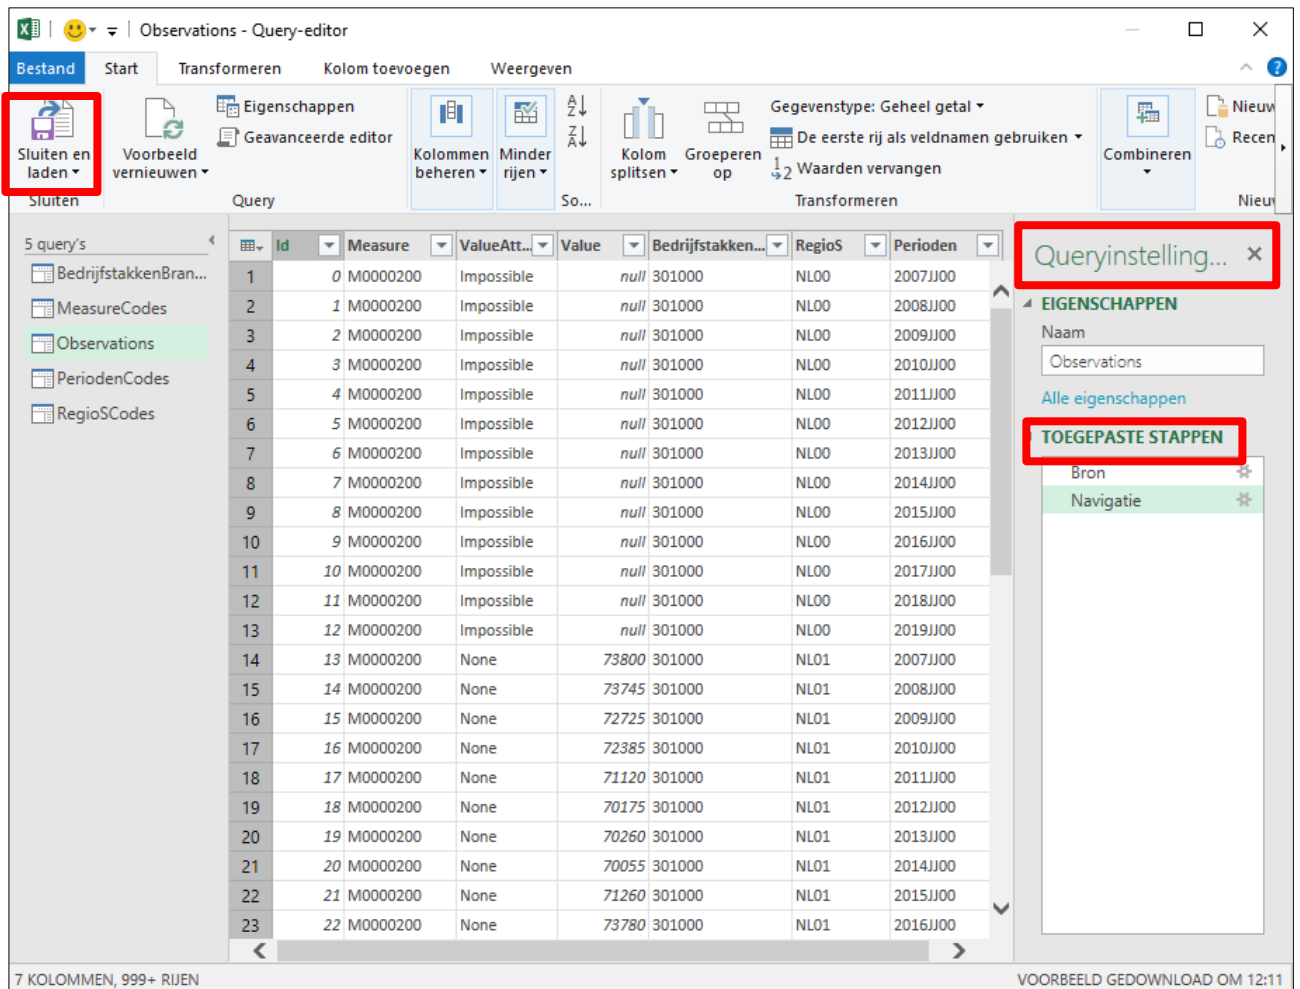 Observations - Query-editor
Bestand Start Transformeren Kolom toevoegen Weergeven
Sluiten en laden
Voorbeeld vernieuwen
Eigenschappen
Geavanceerde editor
Kolommen beheren
Minder rijen
Kolom splitsen
Groeperen op
Gegevenstype: Geheel getal
De eerste rij als veldnamen gebruiken
Waarden vervangen
Combineren
Nieuw
Recen
Sluiten Query So... Transformeren Nieuw
5 query's
BedrijfstakkenBran...
MeasureCodes
Observations
PeriodenCodes
RegioSCodes
Id Measure ValueAtt... Value Bedrijfstakken... RegioS Perioden
1 0 M0000200 Impossible null 301000 NL00 2007JJ00
2 1 M0000200 Impossible null 301000 NL00 2008JJ00
3 2 M0000200 Impossible null 301000 NL00 2009JJ00
4 3 M0000200 Impossible null 301000 NL00 2010JJ00
5 4 M0000200 Impossible null 301000 NL00 2011JJ00
6 5 M0000200 Impossible null 301000 NL00 2012JJ00
7 6 M0000200 Impossible null 301000 NL00 2013JJ00
8 7 M0000200 Impossible null 301000 NL00 2014JJ00
9 8 M0000200 Impossible null 301000 NL00 2015JJ00
10 9 M0000200 Impossible null 301000 NL00 2016JJ00
11 10 M0000200 Impossible null 301000 NL00 2017JJ00
12 11 M0000200 Impossible null 301000 NL00 2018JJ00
13 12 M0000200 Impossible null 301000 NL00 2019JJ00
14 13 M0000200 None 73800 301000 NL01 2007JJ00
15 14 M0000200 None 73745 301000 NL01 2008JJ00
16 15 M0000200 None 72725 301000 NL01 2009JJ00
17 16 M0000200 None 72385 301000 NL01 2010JJ00
18 17 M0000200 None 71120 301000 NL01 2011JJ00
19 18 M0000200 None 70175 301000 NL01 2012JJ00
20 19 M0000200 None 70260 301000 NL01 2013JJ00
21 20 M0000200 None 70055 301000 NL01 2014JJ00
22 21 M0000200 None 71260 301000 NL01 2015JJ00
23 22 M0000200 None 73780 301000 NL01 2016JJ00
Queryinstelling...
EIGENSCHAPPEN
Naam
Observations
Alle eigenschappen
TOEGEPASTE STAPPEN
Bron
Navigatie
7 KOLOMMEN, 999+ RIJEN
VOORBEELD GEDOWNLOAD OM 12:11